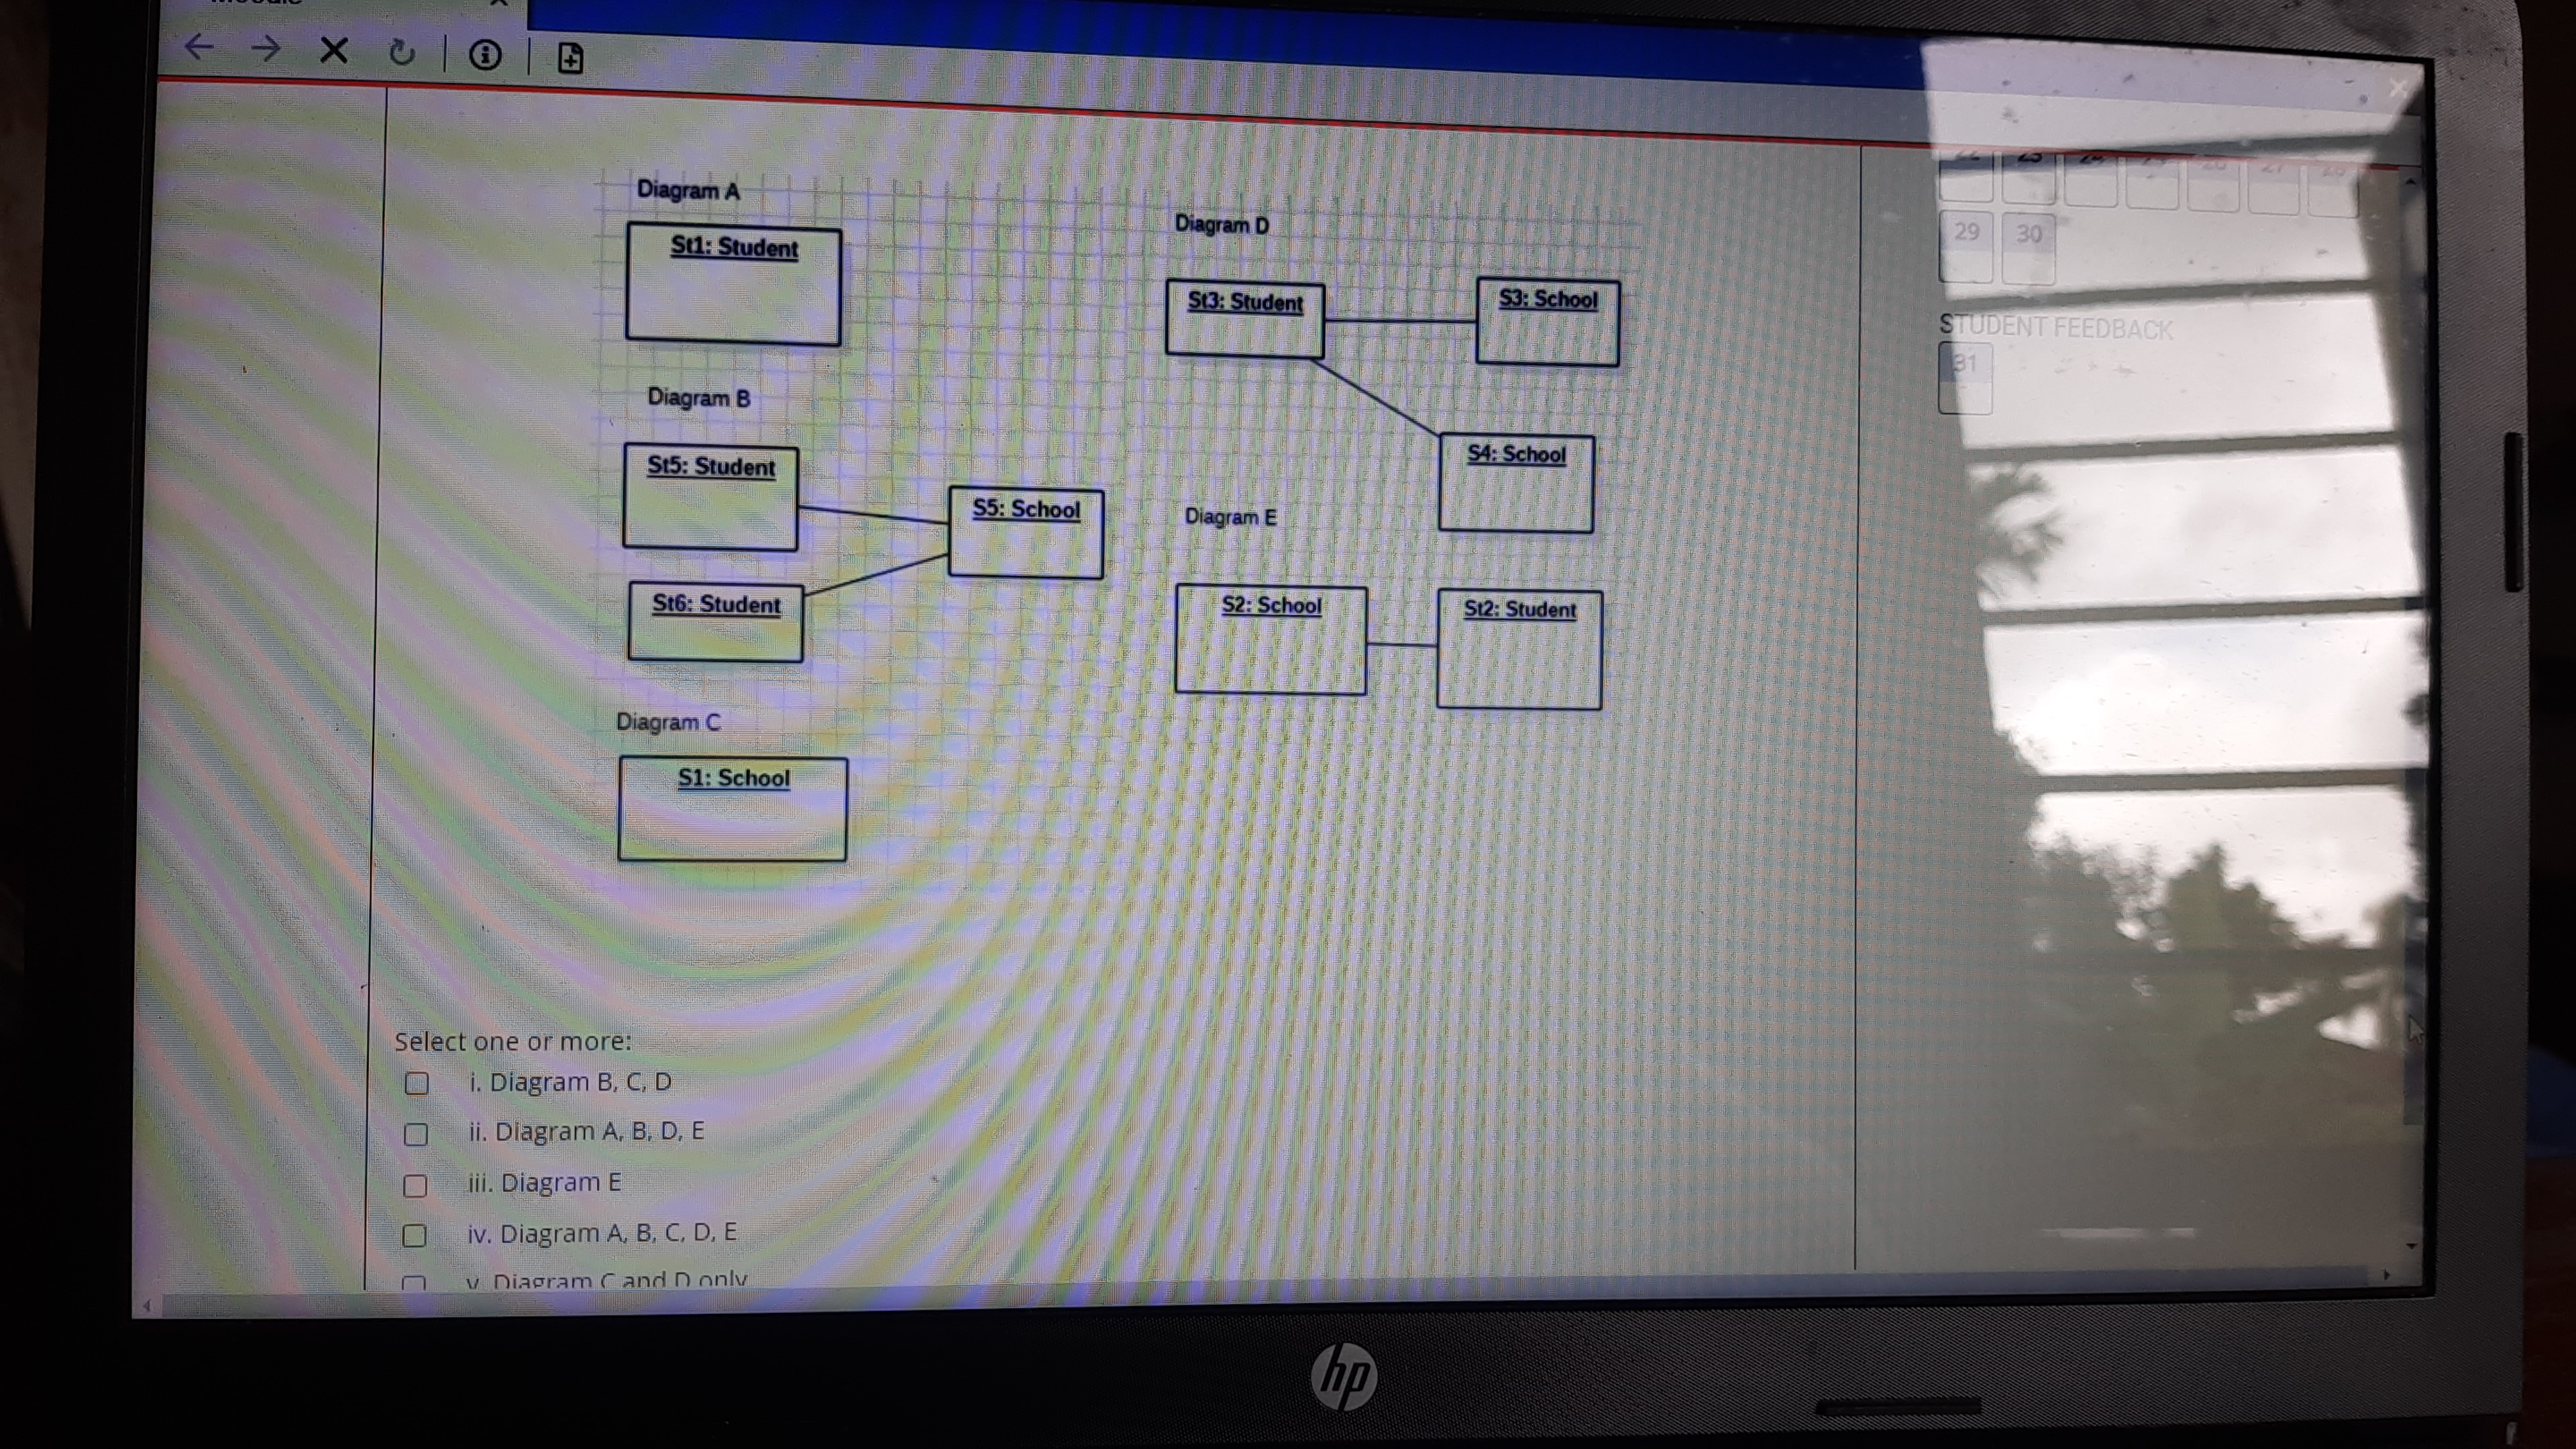 Diagram A
St1: Student
Diagram B
St5: Student
S5: School
St6: Student
Diagram C
S1: School
Diagram D
St3: Student
S3: School
S4: School
Diagram E
S2: School
St2: Student
Select one or more:
i. Diagram B, C, D
ii. Diagram A, B, D, E
iii. Diagram E
iv. Diagram A, B, C, D, E
v. Diagram C and D only
29 30
STUDENT FEEDBACK
31
hp